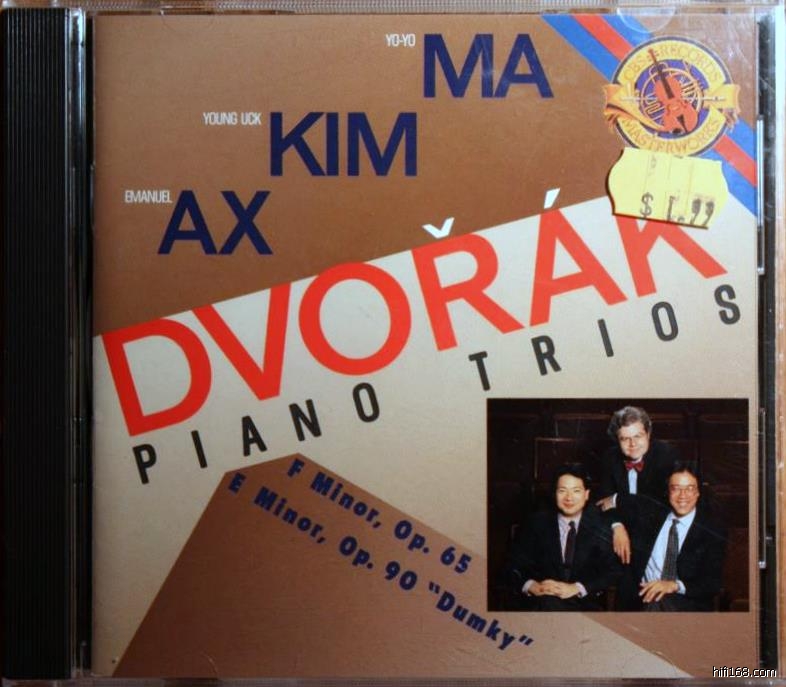 YO-YO MA
YOUNG UCK KIM
EMANUEL AX
CBS RECORDS
MASTERWORKS
DVOŘÁK
PIANO TRIOS
F Minor, Op. 65
E Minor, Op. 90 "Dumky"
hifi168.com